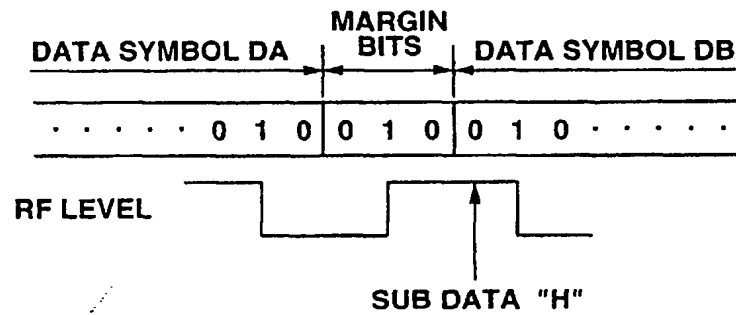 MARGIN
BITS
DATA SYMBOL DA
DATA SYMBOL DB
· · · · · 0 1 0 0 1 0 0 1 0 · · · · ·
RF LEVEL
SUB DATA "H"